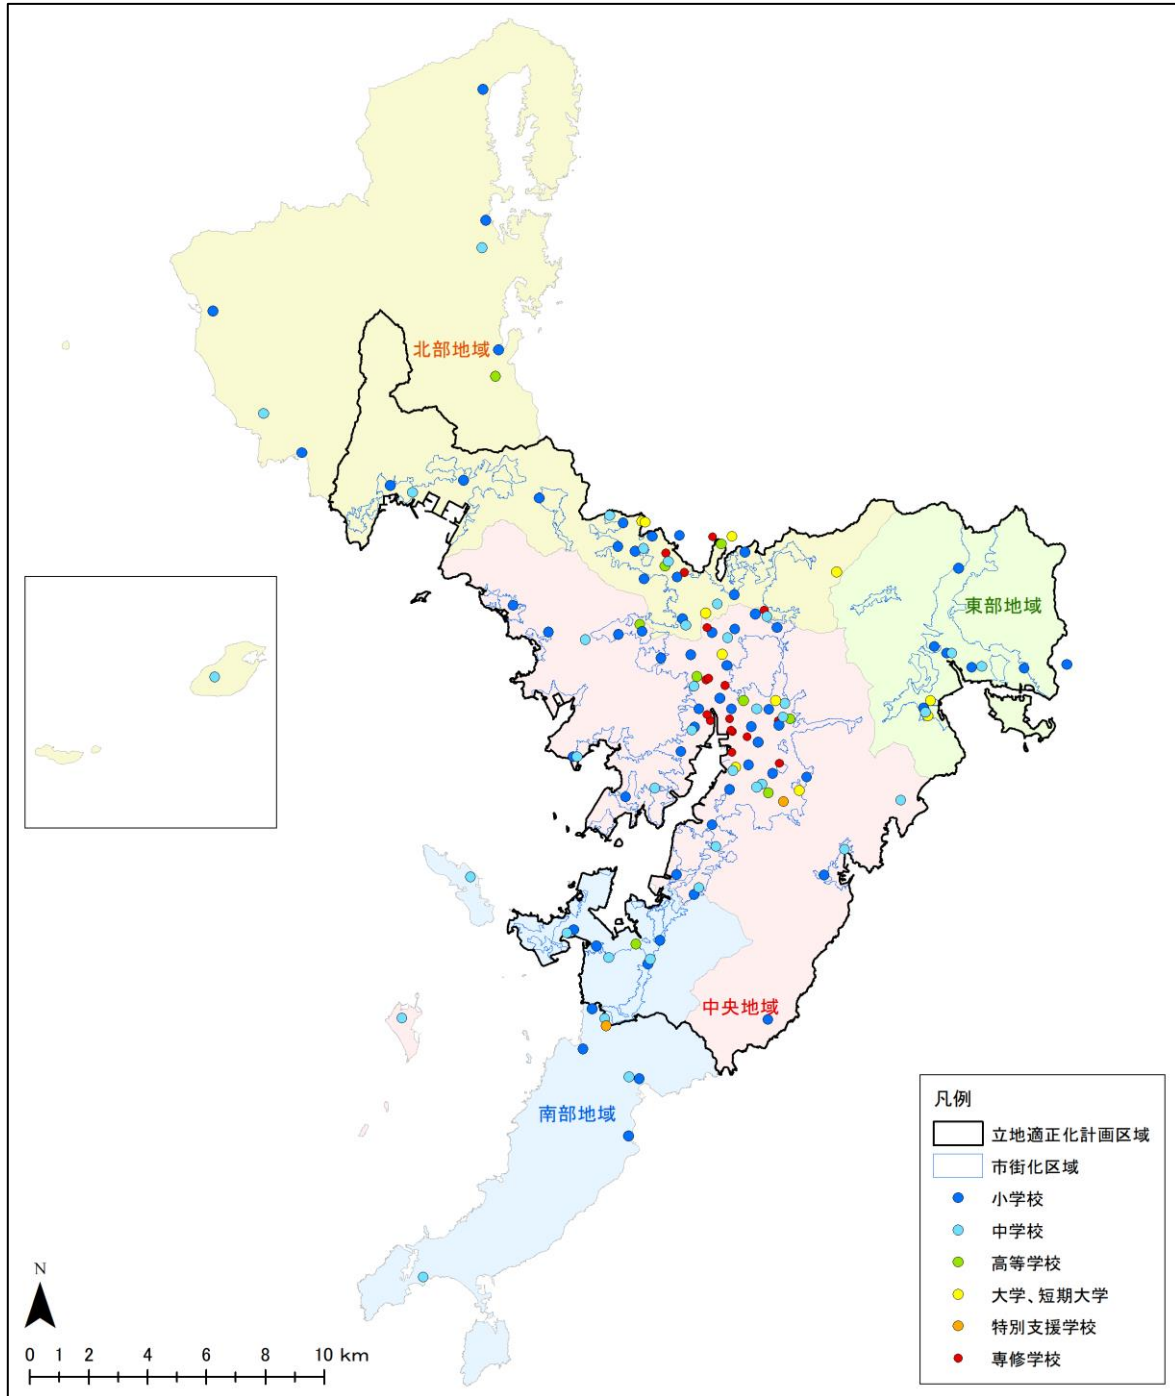 北部地域
東部地域
中央地域
南部地域
凡例
立地適正化計画区域
市街化区域
小学校
中学校
高等学校
大学、短期大学
特別支援学校
専修学校
N
0 1 2 4 6 8 10 km